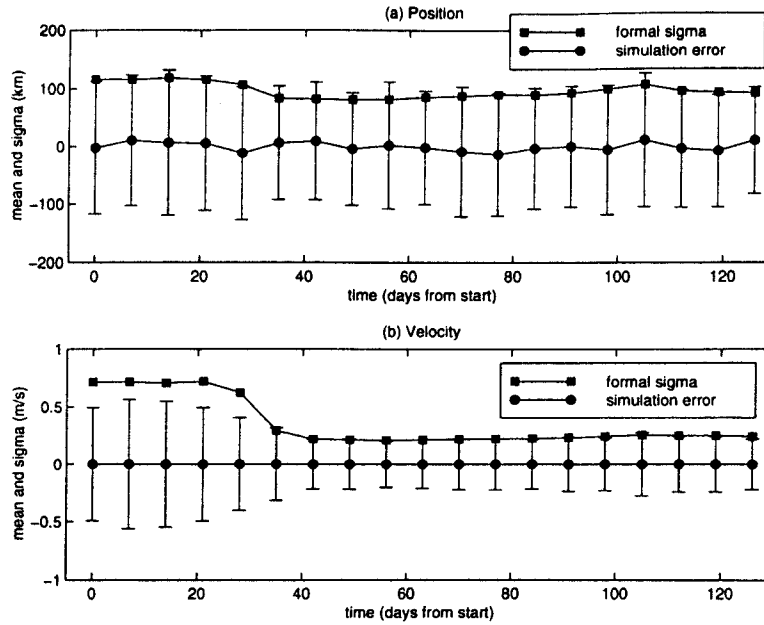 (a) Position
200
100
0
−100
−200
mean and sigma (km)
formal sigma
simulation error
0
20
40
60
80
100
120
time (days from start)
(b) Velocity
1
0.5
0
−0.5
−1
mean and sigma (m/s)
formal sigma
simulation error
0
20
40
60
80
100
120
time (days from start)